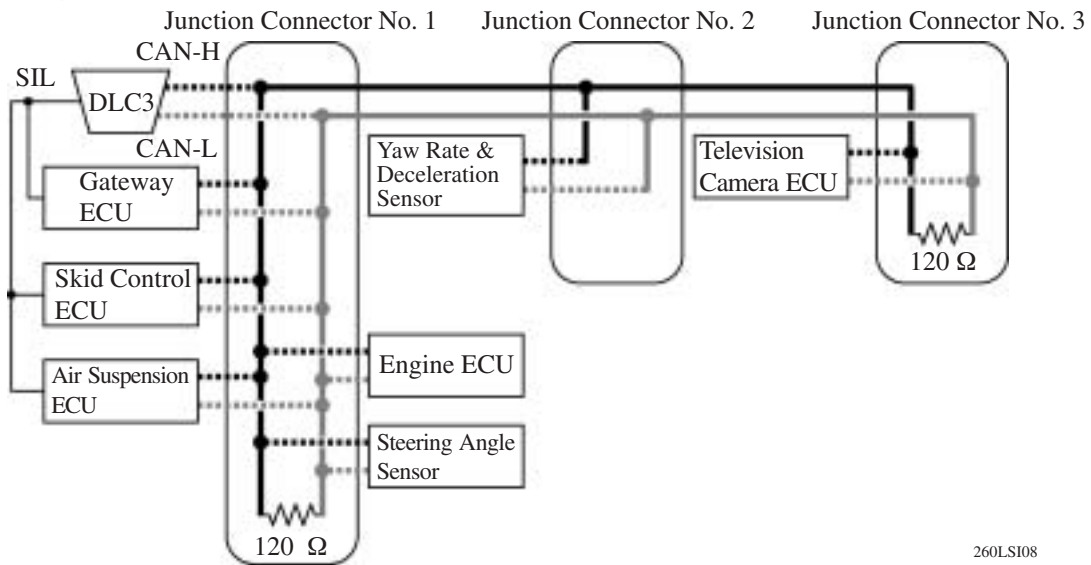 Junction Connector No. 1
Junction Connector No. 2
Junction Connector No. 3
CAN-H
SIL
DLC3
CAN-L
Gateway
ECU
Yaw Rate &
Deceleration
Sensor
Television
Camera ECU
120 Ω
Skid Control
ECU
Engine ECU
Air Suspension
ECU
Steering Angle
Sensor
120 Ω
260LSI08